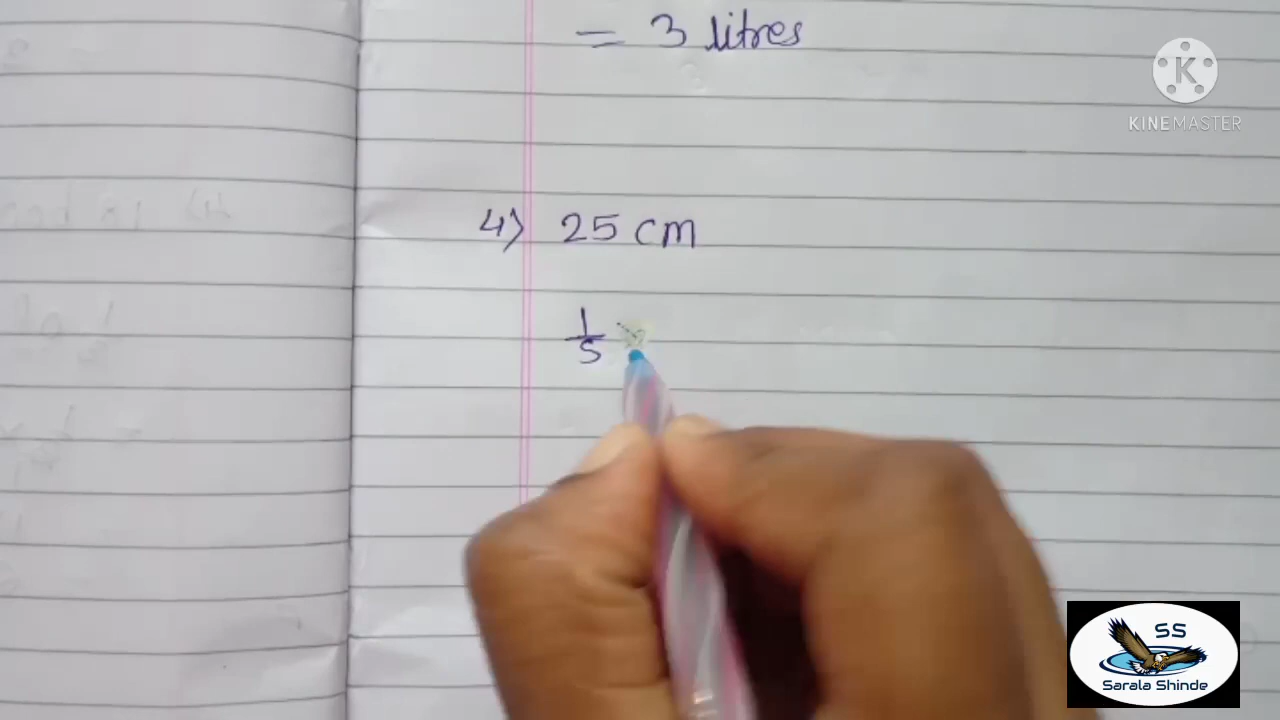 = 3 litres
4) 25 cm
1/5 ×
KINEMASTER
SS
Sarala Shinde